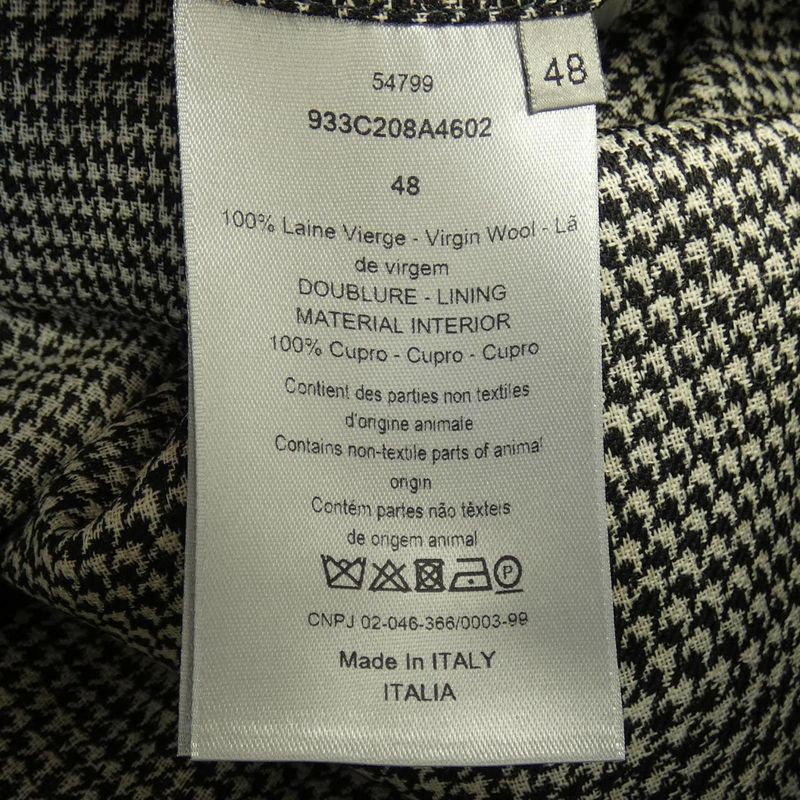 54799
48
933C208A4602
48
100% Laine Vierge - Virgin Wool - Lã
de virgem
DOUBLURE - LINING
MATERIAL INTERIOR
100% Cupro - Cupro - Cupro
Contient des parties non textiles
d'origine animale
Contains non-textile parts of animal
origin
Contém partes não têxteis
de origem animal
P
CNPJ 02-046-366/0003-99
Made In ITALY
ITALIA